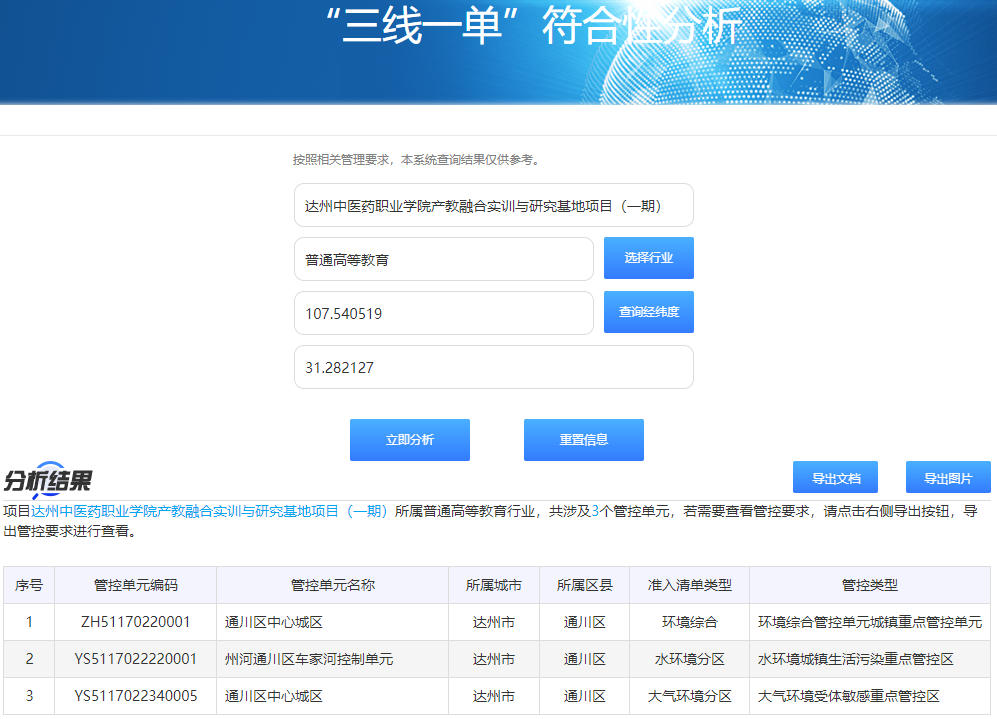 “三线一单”符合性分析
按照相关管理要求，本系统查询结果仅供参考。
达州中医药职业学院产教融合实训与研究基地项目（一期）
普通高等教育 选择行业
107.540519 查询经纬度
31.282127
立即分析 重置信息
分析结果 导出文档 导出图片
项目达州中医药职业学院产教融合实训与研究基地项目（一期）所属普通高等教育行业，共涉及3个管控单元，若需要查看管控要求，请点击右侧导出按钮，导
出管控要求进行查看。
序号 管控单元编码 管控单元名称 所属城市 所属区县 准入清单类型 管控类型
1 ZH51170220001 通川区中心城区 达州市 通川区 环境综合 环境综合管控单元城镇重点管控单元
2 YS5117022220001 州河通川区车家河控制单元 达州市 通川区 水环境分区 水环境城镇生活污染重点管控区
3 YS5117022340005 通川区中心城区 达州市 通川区 大气环境分区 大气环境受体敏感重点管控区